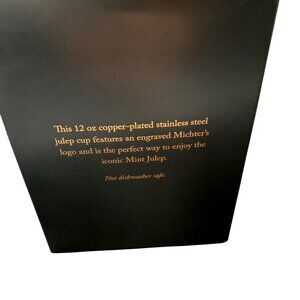 This 12 oz copper-plated stainless steel
julep cup features an engraved Michter's
logo and is the perfect way to enjoy the
iconic Mint Julep.
Not dishwasher safe.